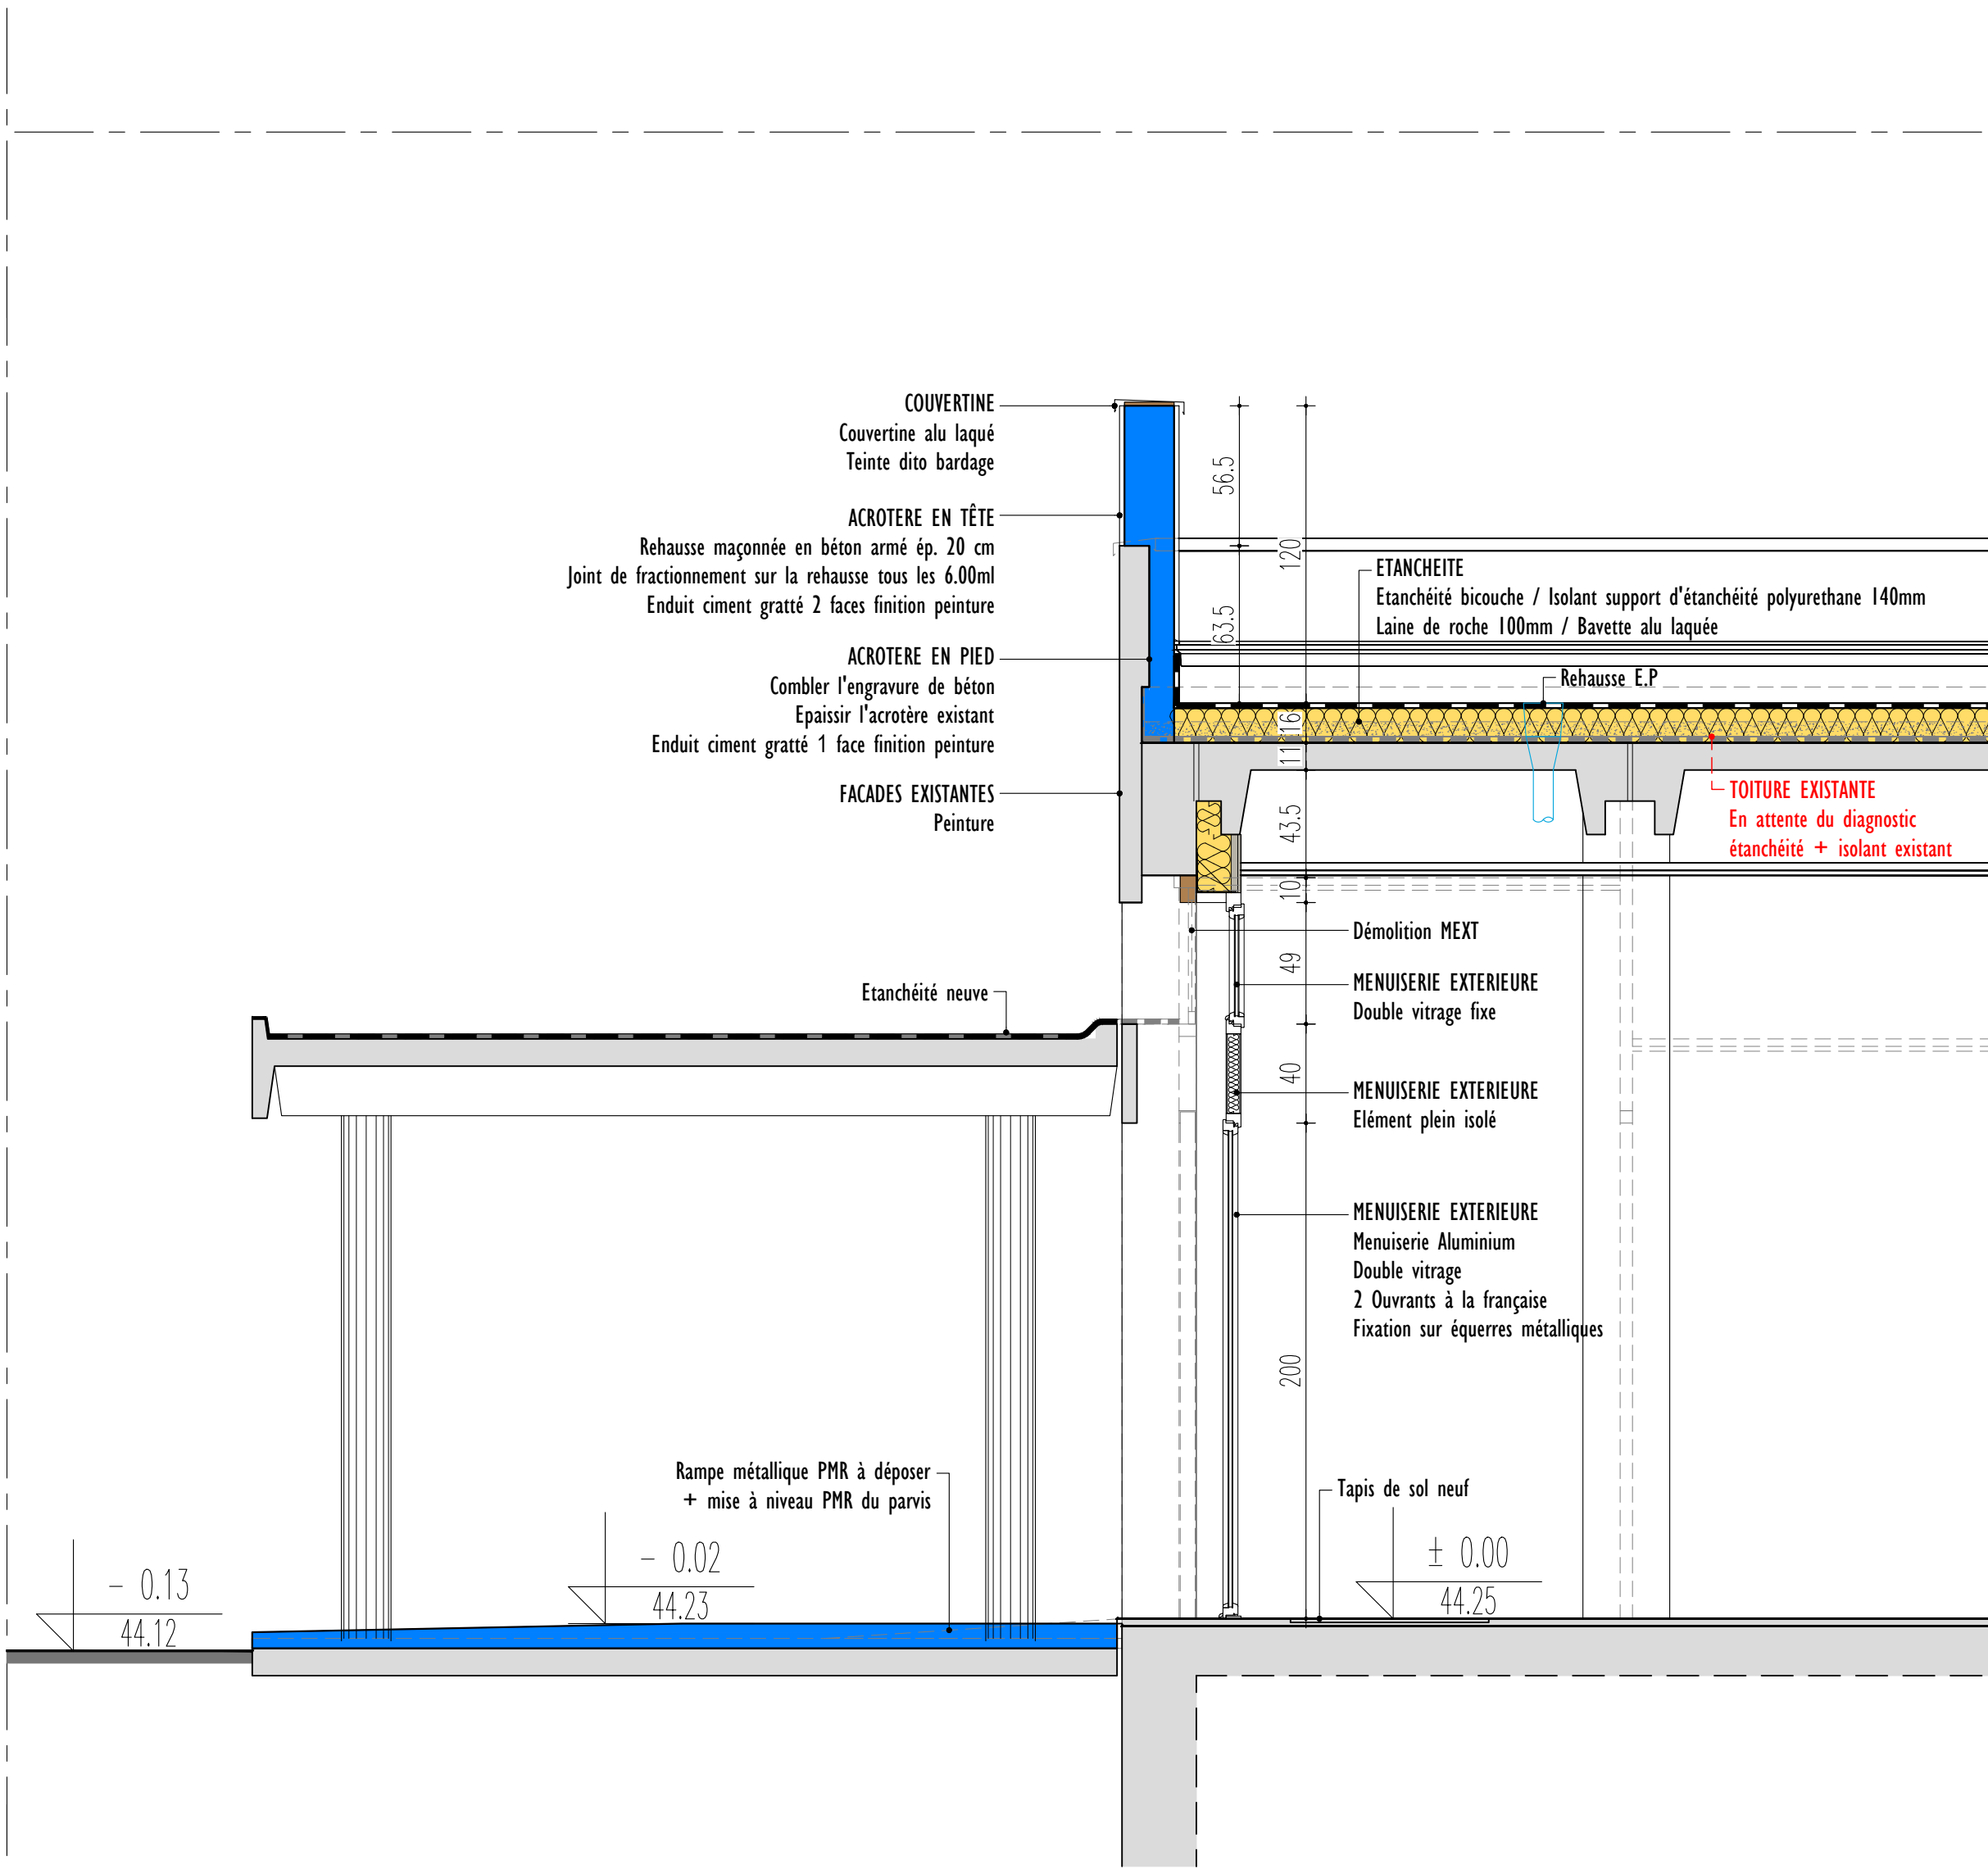 COUVERTINE
Couvertine alu laqué
Teinte dito bardage
ACROTERE EN TÊTE
Rehausse maçonnée en béton armé ép. 20 cm
Joint de fractionnement sur la rehausse tous les 6.00ml
Enduit ciment gratté 2 faces finition peinture
ACROTERE EN PIED
Combler l'engravure de béton
Epaissir l'acrotère existant
Enduit ciment gratté 1 face finition peinture
FACADES EXISTANTES
Peinture
56.5
63.5
120
16
11
43.5
10
49
40
200
ETANCHEITE
Etanchéité bicouche / Isolant support d'étanchéité polyurethane 140mm
Laine de roche 100mm / Bavette alu laquée
Rehausse E.P
TOITURE EXISTANTE
En attente du diagnostic
étanchéité + isolant existant
Démolition MEXT
MENUISERIE EXTERIEURE
Double vitrage fixe
Etanchéité neuve
MENUISERIE EXTERIEURE
Elément plein isolé
MENUISERIE EXTERIEURE
Menuiserie Aluminium
Double vitrage
2 Ouvrants à la française
Fixation sur équerres métalliques
Rampe métallique PMR à déposer
+ mise à niveau PMR du parvis
Tapis de sol neuf
- 0.13
44.12
- 0.02
44.23
± 0.00
44.25